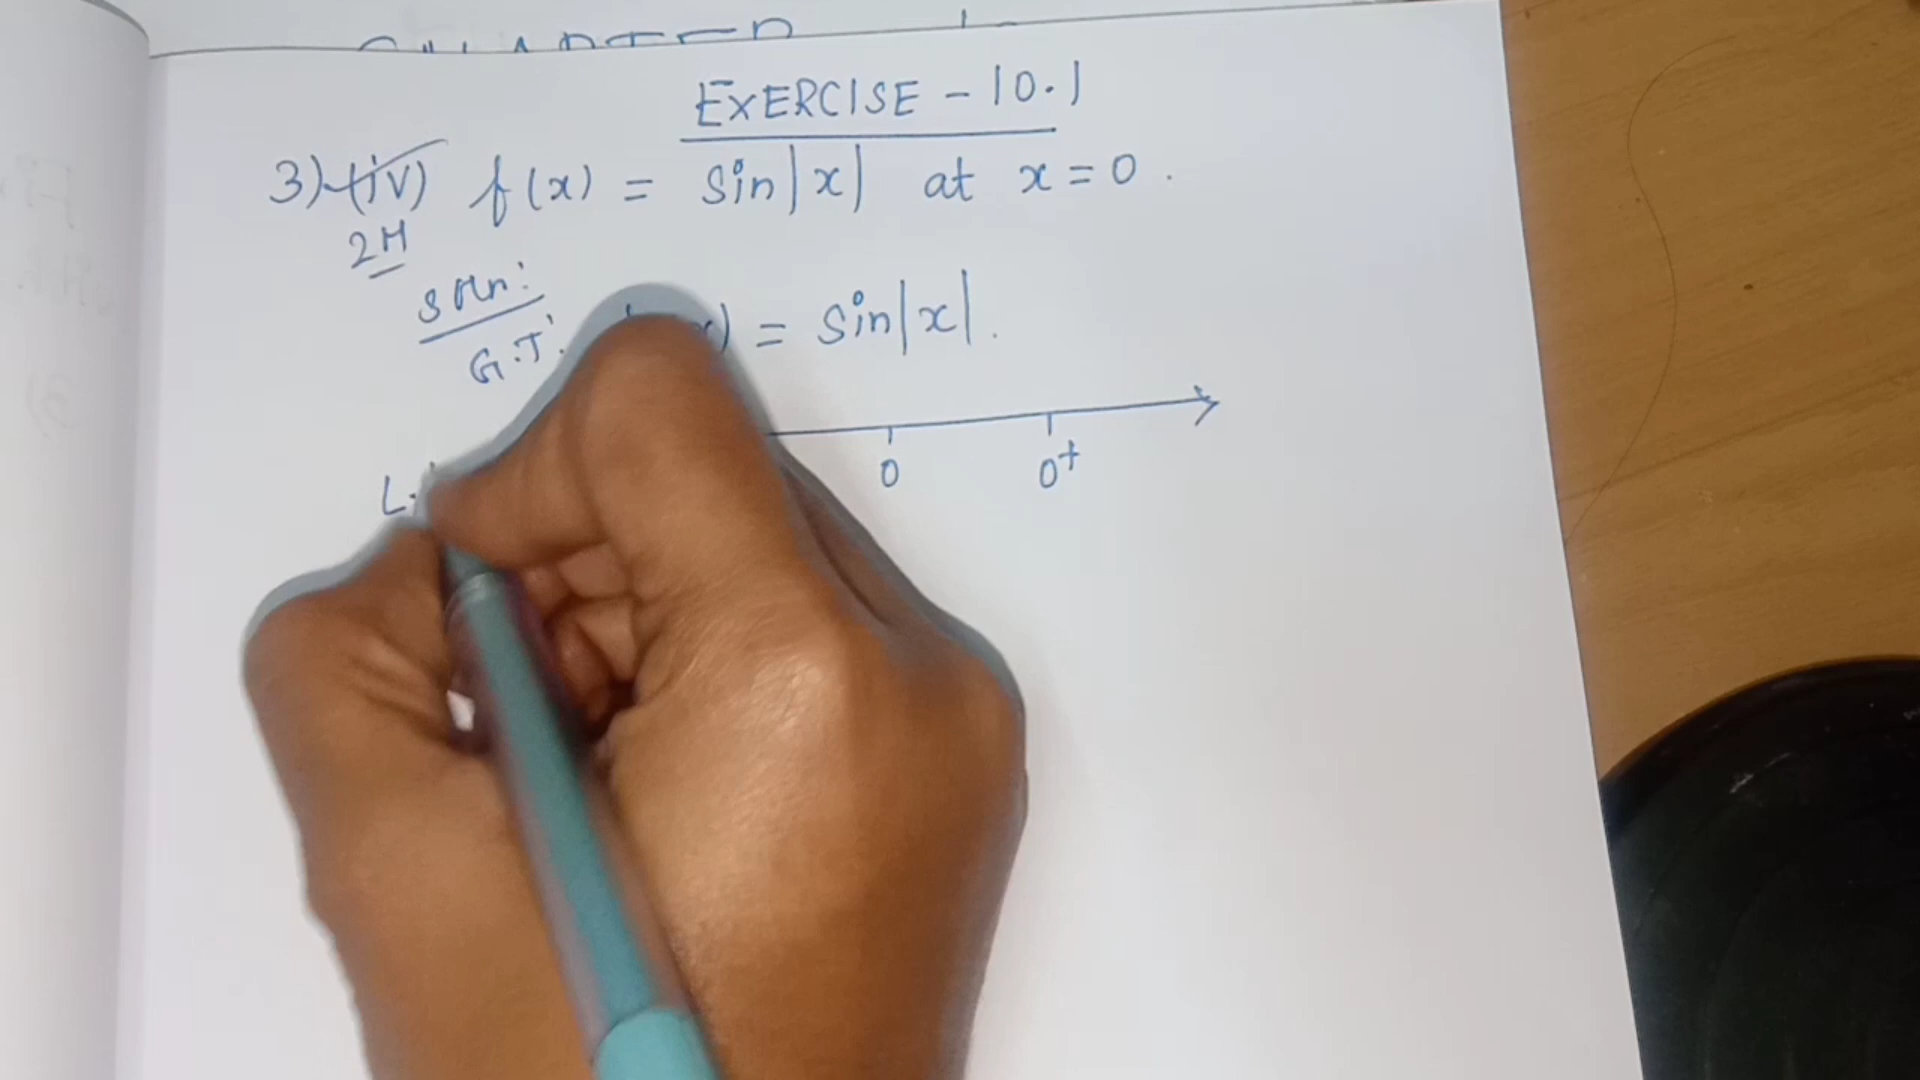 EXERCISE - 10.1
3) (iv) f(x) = sin|x| at x = 0 .
2M
soln:
G.T. x) = sin|x|.
0 0+
L.